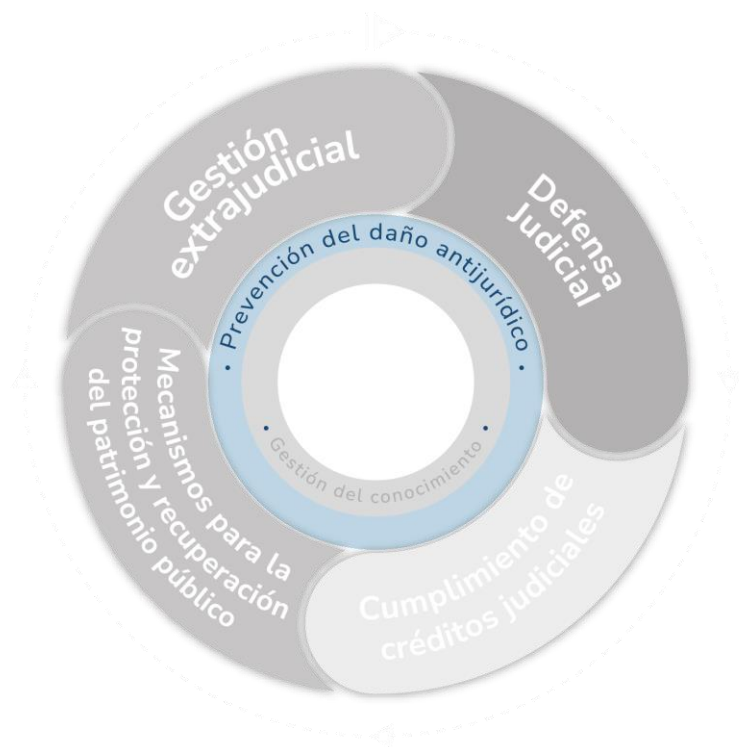 Gestión
extrajudicial
Defensa
Judicial
• Prevención del daño antijurídico •
Mecanismos para la
protección y recuperación
del patrimonio público
• Gestión del conocimiento •
Cumplimiento de
créditos judiciales